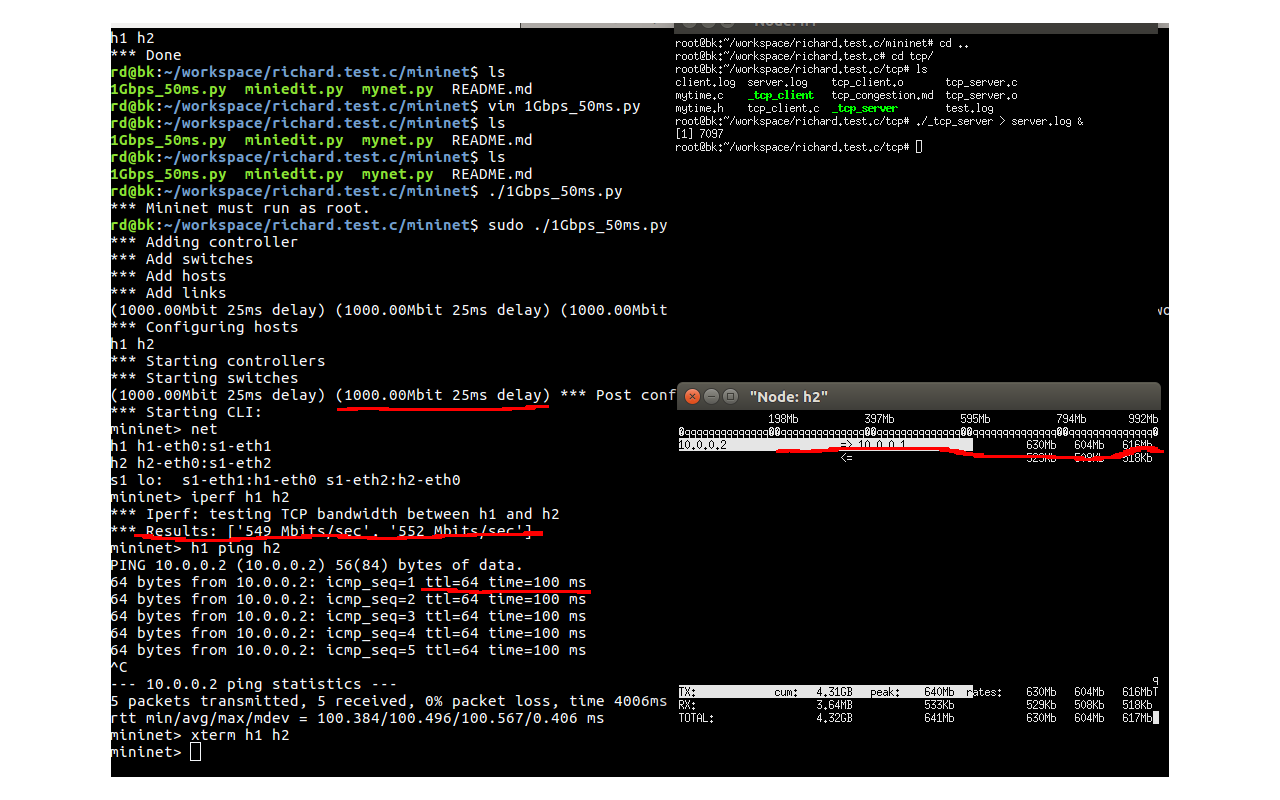 h1 h2
*** Done
rd@bk:~/workspace/richard.test.c/mininet$ ls
1Gbps_50ms.py  miniedit.py  mynet.py  README.md
rd@bk:~/workspace/richard.test.c/mininet$ vim 1Gbps_50ms.py
rd@bk:~/workspace/richard.test.c/mininet$ ls
1Gbps_50ms.py  miniedit.py  mynet.py  README.md
rd@bk:~/workspace/richard.test.c/mininet$ ls
1Gbps_50ms.py  miniedit.py  mynet.py  README.md
rd@bk:~/workspace/richard.test.c/mininet$ ./1Gbps_50ms.py
*** Mininet must run as root.
rd@bk:~/workspace/richard.test.c/mininet$ sudo ./1Gbps_50ms.py
*** Adding controller
*** Add switches
*** Add hosts
*** Add links
(1000.00Mbit 25ms delay) (1000.00Mbit 25ms delay) (1000.00Mbit
*** Configuring hosts
h1 h2
*** Starting controllers
*** Starting switches
(1000.00Mbit 25ms delay) (1000.00Mbit 25ms delay) *** Post conf
*** Starting CLI:
mininet> net
h1 h1-eth0:s1-eth1
h2 h2-eth0:s1-eth2
s1 lo:  s1-eth1:h1-eth0 s1-eth2:h2-eth0
mininet> iperf h1 h2
*** Iperf: testing TCP bandwidth between h1 and h2
*** Results: ['549 Mbits/sec', '552 Mbits/sec']
mininet> h1 ping h2
PING 10.0.0.2 (10.0.0.2) 56(84) bytes of data.
64 bytes from 10.0.0.2: icmp_seq=1 ttl=64 time=100 ms
64 bytes from 10.0.0.2: icmp_seq=2 ttl=64 time=100 ms
64 bytes from 10.0.0.2: icmp_seq=3 ttl=64 time=100 ms
64 bytes from 10.0.0.2: icmp_seq=4 ttl=64 time=100 ms
64 bytes from 10.0.0.2: icmp_seq=5 ttl=64 time=100 ms
^C
--- 10.0.0.2 ping statistics ---
5 packets transmitted, 5 received, 0% packet loss, time 4006ms
rtt min/avg/max/mdev = 100.384/100.496/100.567/0.406 ms
mininet> xterm h1 h2
mininet>
root@bk:~/workspace/richard.test.c/mininet# cd ..
root@bk:~/workspace/richard.test.c# cd tcp/
root@bk:~/workspace/richard.test.c/tcp# ls
client.log  server.log  tcp_client.o  tcp_server.c
mytime.c  _tcp_client  tcp_congestion.md  tcp_server.o
mytime.h  tcp_client.c  _tcp_server  test.log
root@bk:~/workspace/richard.test.c/tcp# ./_tcp_server > server.log &
[1] 7097
root@bk:~/workspace/richard.test.c/tcp#
"Node: h2"
198Mb  397Mb  595Mb  794Mb  992Mb
10.0.0.2  => 10.0.0.1  630Mb  604Mb  616Mb
<=  529Kb  508Kb  518Kb
q
TX:  cum:  4.31GB  peak:  640Mb  rates:  630Mb  604Mb  616MbT
RX:  3.64MB  533Kb  529Kb  508Kb  518Kb
TOTAL:  4.32GB  641Mb  630Mb  604Mb  617Mb